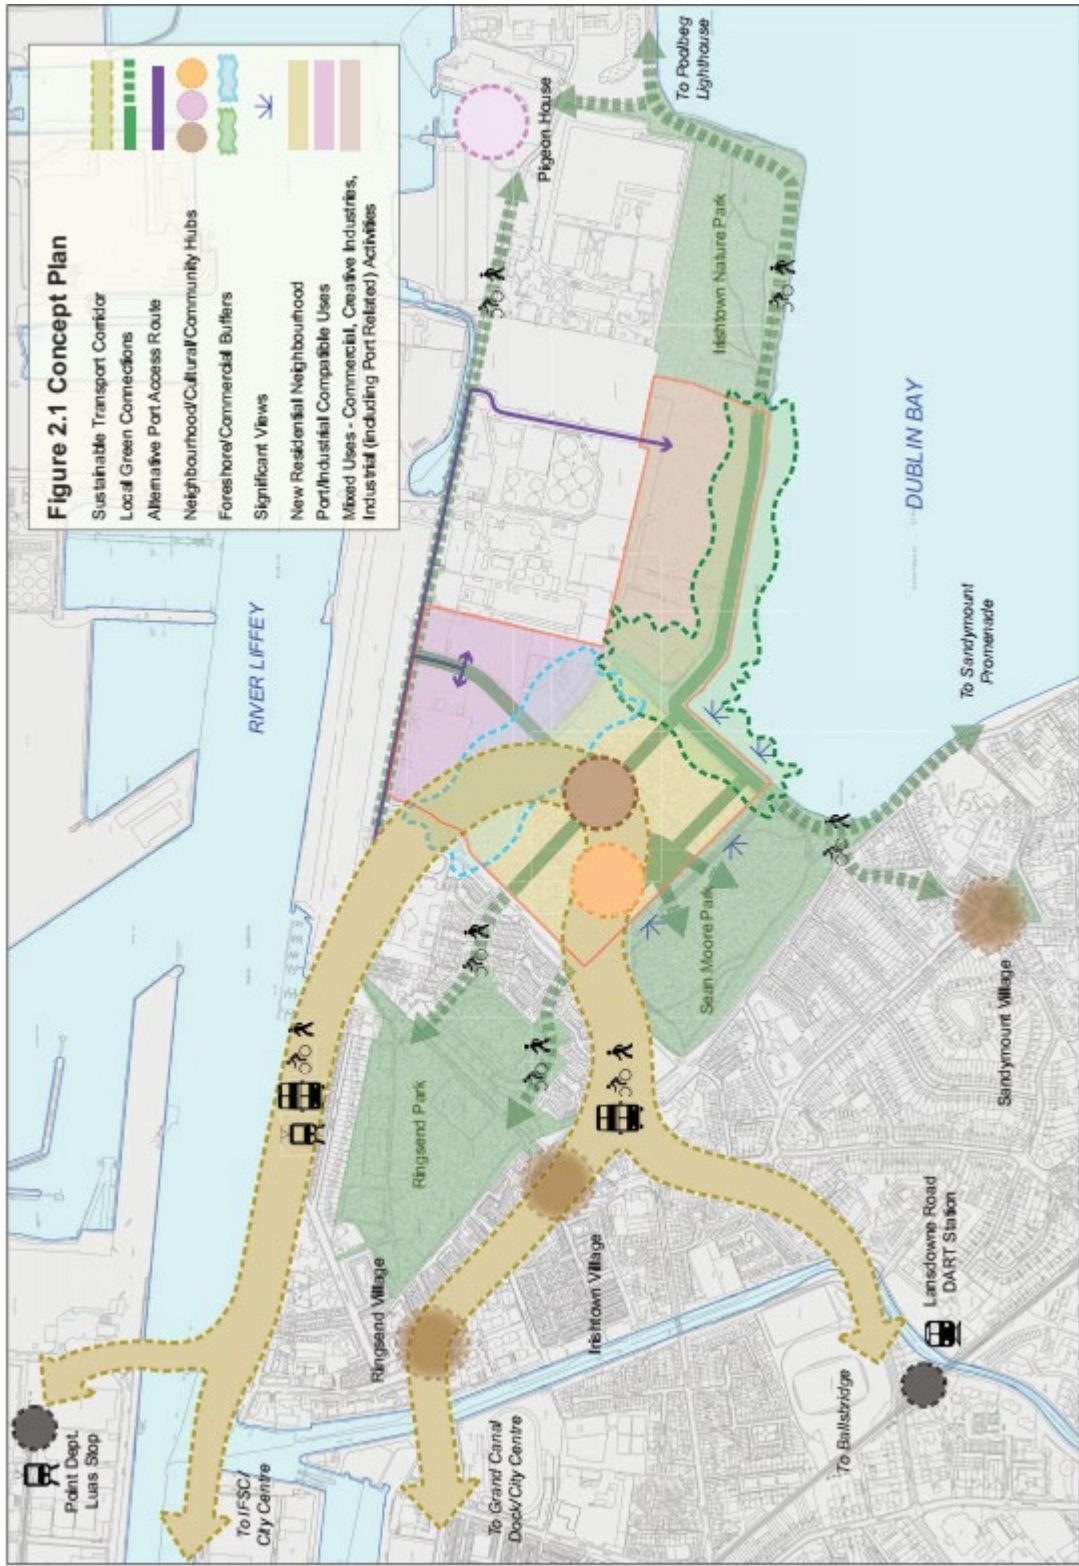 Figure 2.1 Concept Plan
Sustainable Transport Corridor
Local Green Connections
Alternative Port Access Route
Neighbourhood/Cultural/Community Hubs
Foreshore/Commercial Buffers
Significant Views
New Residential Neighbourhood
Port/Industrial Compatible Uses
Mixed Uses - Commercial, Creative Industries,
Industrial (including Port Related) Activities
Point Dept.
Luas Stop
RIVER LIFFEY
To IFSC/
City Centre
Pigeon House
To Poolbeg
Lighthouse
Irishtown Nature Park
Ringsend Park
Ringsend Village
Irishtown Village
Sean Moore Park
To Grand Canal
Dock/City Centre
DUBLIN BAY
To Sandymount
Promenade
Sandymount Village
To Ballsbridge
Lansdowne Road
DART Station